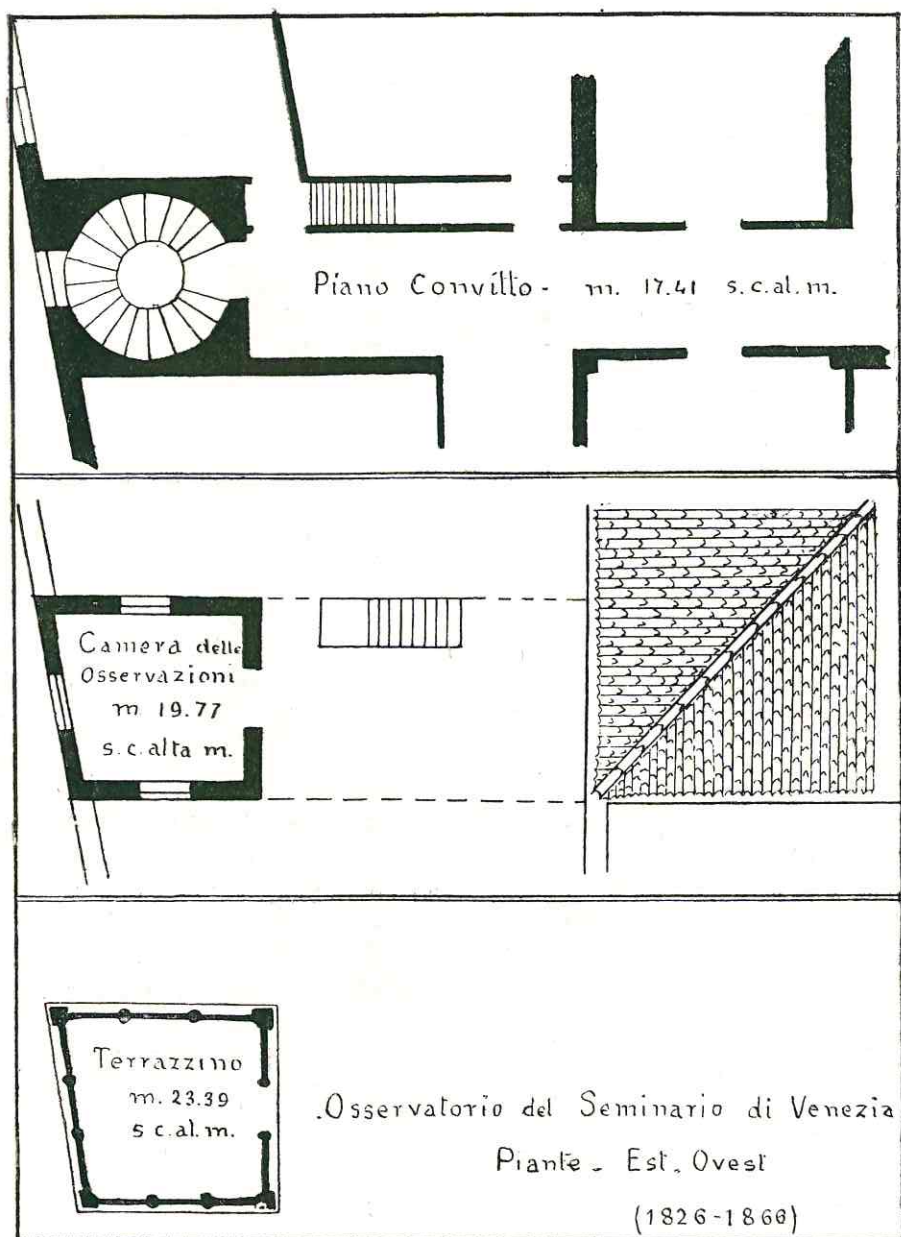 Piano Convitto - m. 17.41 s.c.al.m.
Camera delle
Osservazioni
m 19.77
s.c.alta m.
Terrazzino
m. 23.39
s c.al.m.
.Osservatorio del Seminario di Venezia
Piante - Est. Ovest
(1826-1866)